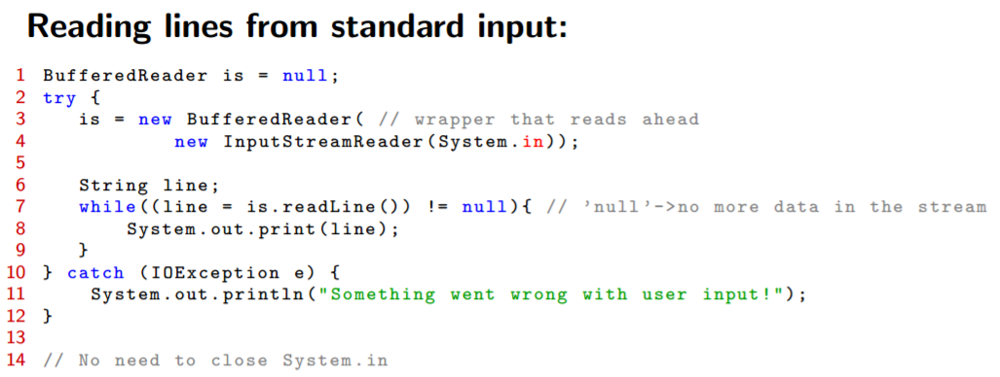 Reading lines from standard input:
1 BufferedReader is = null;
2 try {
3 is = new BufferedReader( // wrapper that reads ahead
4 new InputStreamReader(System.in));
5
6 String line;
7 while((line = is.readLine()) != null){ // ’null’->no more data in the stream
8 System.out.print(line);
9 }
10 } catch (IOException e) {
11 System.out.println("Something went wrong with user input!");
12 }
13
14 // No need to close System.in